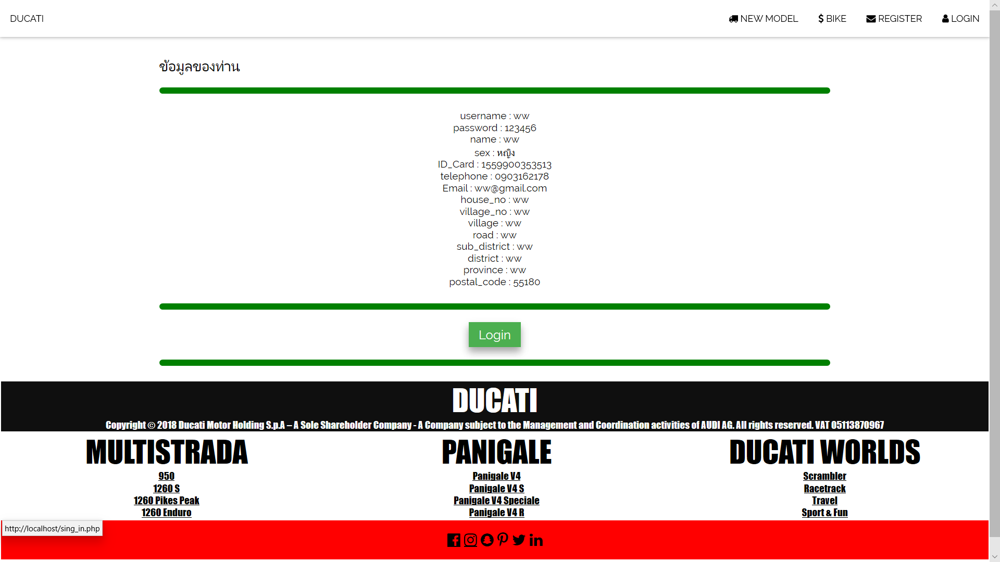 DUCATI
NEW MODEL BIKE REGISTER LOGIN
ข้อมูลของท่าน
username : ww
password : 123456
name : ww
sex : หญิง
ID_Card : 1559900353513
telephone : 0903162178
Email : ww@gmail.com
house_no : ww
village_no : ww
village : ww
road : ww
sub_district : ww
district : ww
province : ww
postal_code : 55180
Login
DUCATI
Copyright © 2018 Ducati Motor Holding S.p.A – A Sole Shareholder Company - A Company subject to the Management and Coordination activities of AUDI AG. All rights reserved. VAT 05113870967
MULTISTRADA
950
1260 S
1260 Pikes Peak
1260 Enduro
PANIGALE
Panigale V4
Panigale V4 S
Panigale V4 Speciale
Panigale V4 R
DUCATI WORLDS
Scrambler
Racetrack
Travel
Sport & Fun
http://localhost/sing_in.php